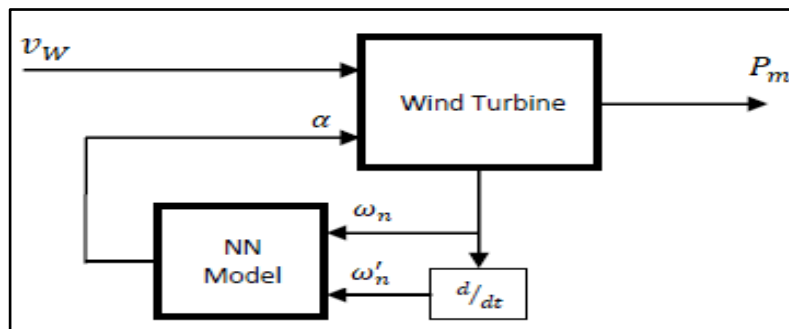 v_W
P_m
Wind Turbine
α
ω_n
NN
Model
ω′_n
d/dt